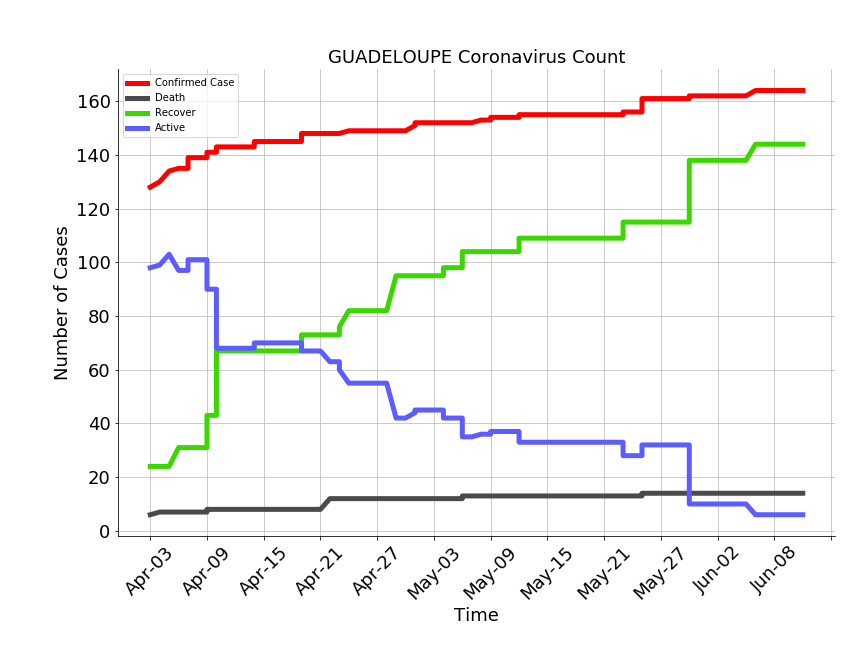 GUADELOUPE Coronavirus Count
Confirmed Case
Death
Recover
Active
Number of Cases
160
140
120
100
80
60
40
20
0
Apr-03
Apr-09
Apr-15
Apr-21
Apr-27
May-03
May-09
May-15
May-21
May-27
Jun-02
Jun-08
Time